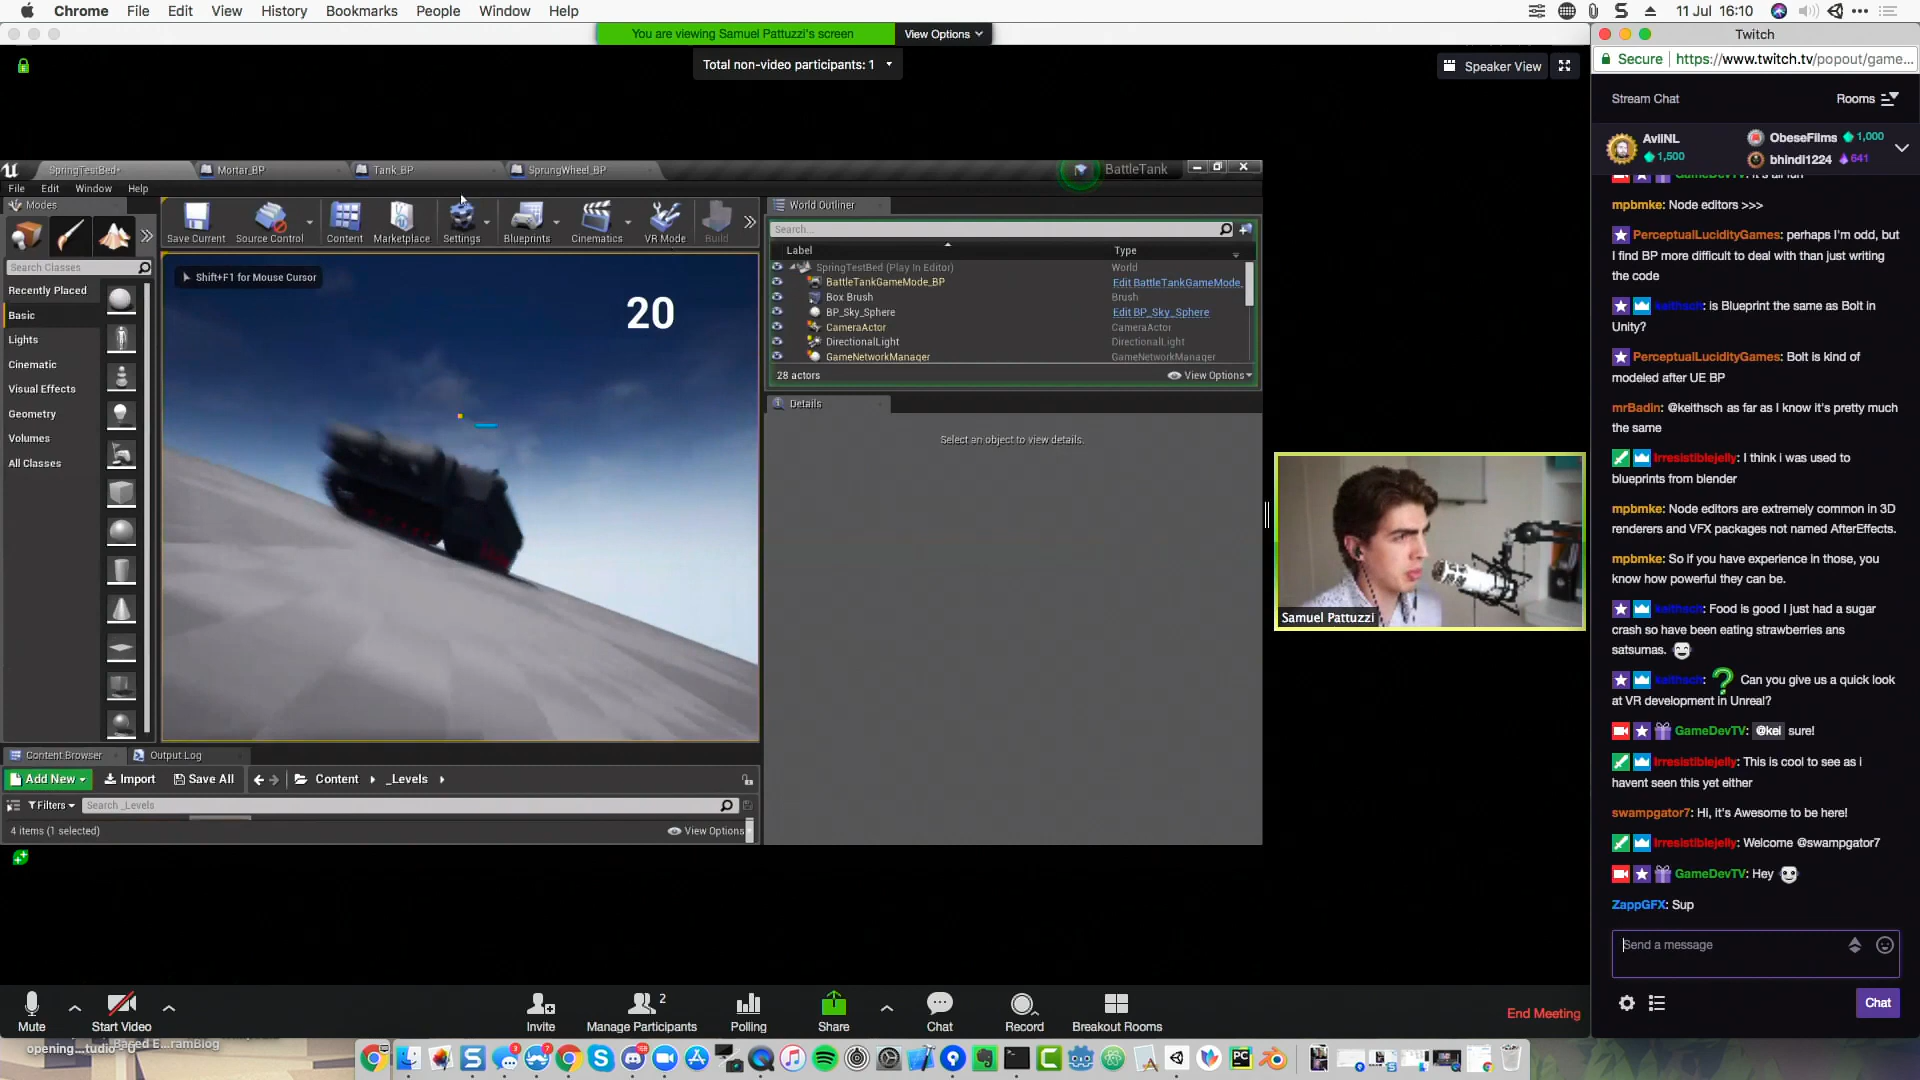 Chrome File Edit View History Bookmarks People Window Help
11 Jul 16:10
You are viewing Samuel Pattuzzi's screen
View Options
Total non-video participants: 1
Speaker View
SpringTestBed•
Mortar_BP
Tank_BP
SprungWheel_BP
BattleTank
File Edit Window Help
Modes
Save Current
Source Control
Content
Marketplace
Settings
Blueprints
Cinematics
VR Mode
Build
Search Classes
Recently Placed
Basic
Lights
Cinematic
Visual Effects
Geometry
Volumes
All Classes
Shift+F1 for Mouse Cursor
20
World Outliner
Search...
Label Type
SpringTestBed (Play In Editor) World
BattleTankGameMode_BP Edit BattleTankGameMode_
Box Brush Brush
BP_Sky_Sphere Edit BP_Sky_Sphere
CameraActor CameraActor
DirectionalLight DirectionalLight
GameNetworkManager GameNetworkManager
28 actors
View Options
Details
Select an object to view details.
Content Browser
Output Log
Add New
Import
Save All
Content
_Levels
Filters
Search _Levels
4 items (1 selected)
View Options
Samuel Pattuzzi
Mute
Start Video
Invite
2
Manage Participants
Polling
Share
Chat
Record
Breakout Rooms
End Meeting
Twitch
Secure https://www.twitch.tv/popout/game...
Stream Chat
Rooms
AvliNL
1,500
ObeseFilms 1,000
bhindi1224 641
GameDevTV: It's all fun
mpbmke: Node editors >>>
PerceptualLucidityGames: perhaps I'm odd, but
I find BP more difficult to deal with than just writing
the code
keithsch: is Blueprint the same as Bolt in
Unity?
PerceptualLucidityGames: Bolt is kind of
modeled after UE BP
mrBadin: @keithsch as far as I know it's pretty much
the same
Irresistiblejelly: I think i was used to
blueprints from blender
mpbmke: Node editors are extremely common in 3D
renderers and VFX packages not named AfterEffects.
mpbmke: So if you have experience in those, you
know how powerful they can be.
keithsch: Food is good I just had a sugar
crash so have been eating strawberries ans
satsumas.
keithsch: ? Can you give us a quick look
at VR development in Unreal?
GameDevTV: @kei sure!
Irresistiblejelly: This is cool to see as i
havent seen this yet either
swampgator7: Hi, it's Awesome to be here!
Irresistiblejelly: Welcome @swampgator7
GameDevTV: Hey
ZappGFX: Sup
Send a message
Chat